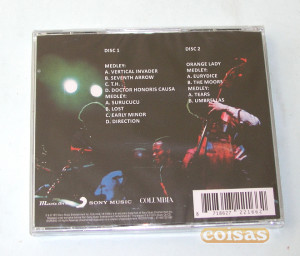 DISC 1
MEDLEY:
A. VERTICAL INVADER
B. SEVENTH ARROW
C. T.H.
D. DOCTOR HONORIS CAUSA
MEDLEY:
A. SURUCUCU
B. LOST
C. EARLY MINOR
D. DIRECTION
DISC 2
ORANGE LADY
MEDLEY:
A. EURYDICE
B. THE MOORS
MEDLEY:
A. TEARS
B. UMBRELLAS
SONY MUSIC
COLUMBIA
coisas